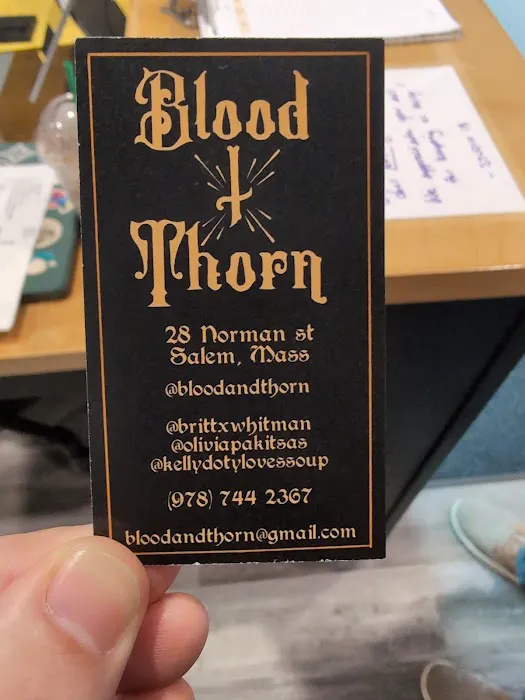 Blood
Thorn
28 Norman st
Salem, Mass
@bloodandthorn
@brittxwhitman
@oliviapakitsas
@kellydotylovessoup
(978) 744 2367
bloodandthorn@gmail.com